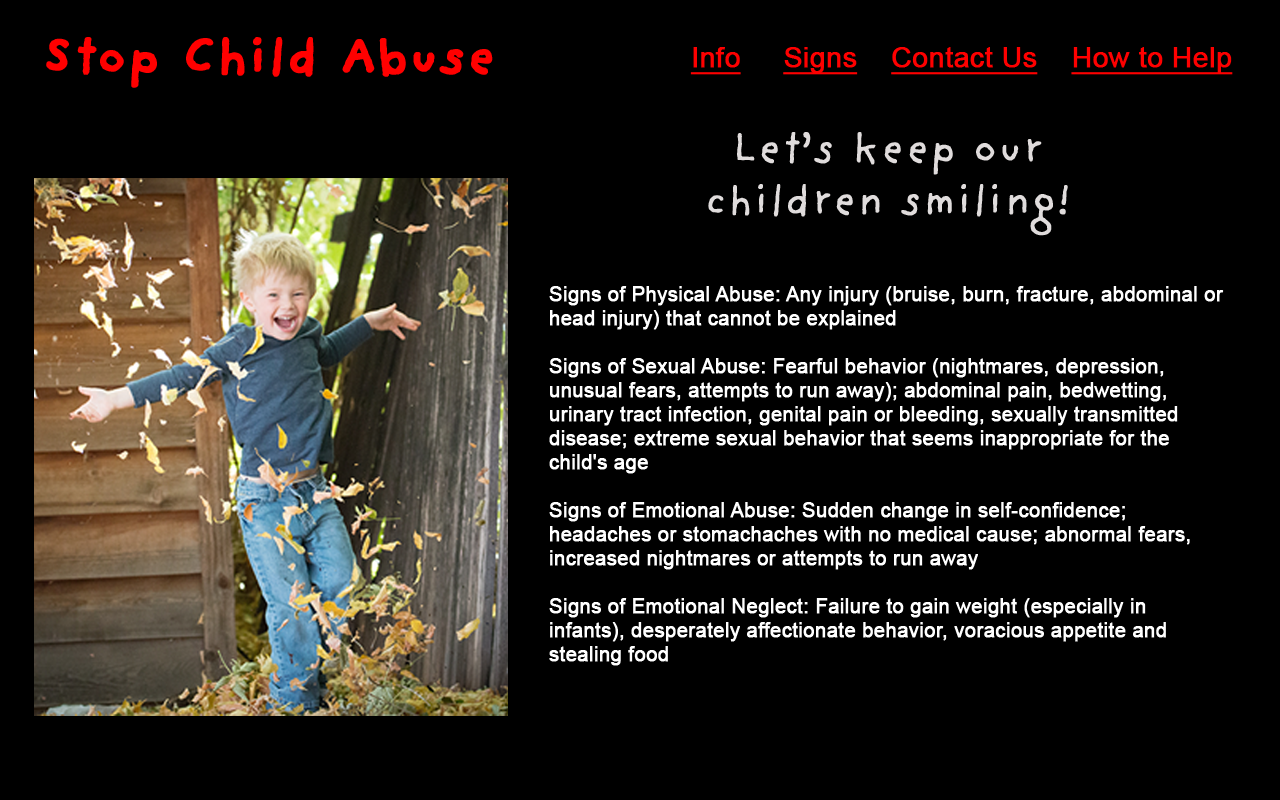 Stop Child Abuse
Info Signs Contact Us How to Help
Let's keep our
children smiling!
Signs of Physical Abuse: Any injury (bruise, burn, fracture, abdominal or
head injury) that cannot be explained
Signs of Sexual Abuse: Fearful behavior (nightmares, depression,
unusual fears, attempts to run away); abdominal pain, bedwetting,
urinary tract infection, genital pain or bleeding, sexually transmitted
disease; extreme sexual behavior that seems inappropriate for the
child's age
Signs of Emotional Abuse: Sudden change in self-confidence;
headaches or stomachaches with no medical cause; abnormal fears,
increased nightmares or attempts to run away
Signs of Emotional Neglect: Failure to gain weight (especially in
infants), desperately affectionate behavior, voracious appetite and
stealing food